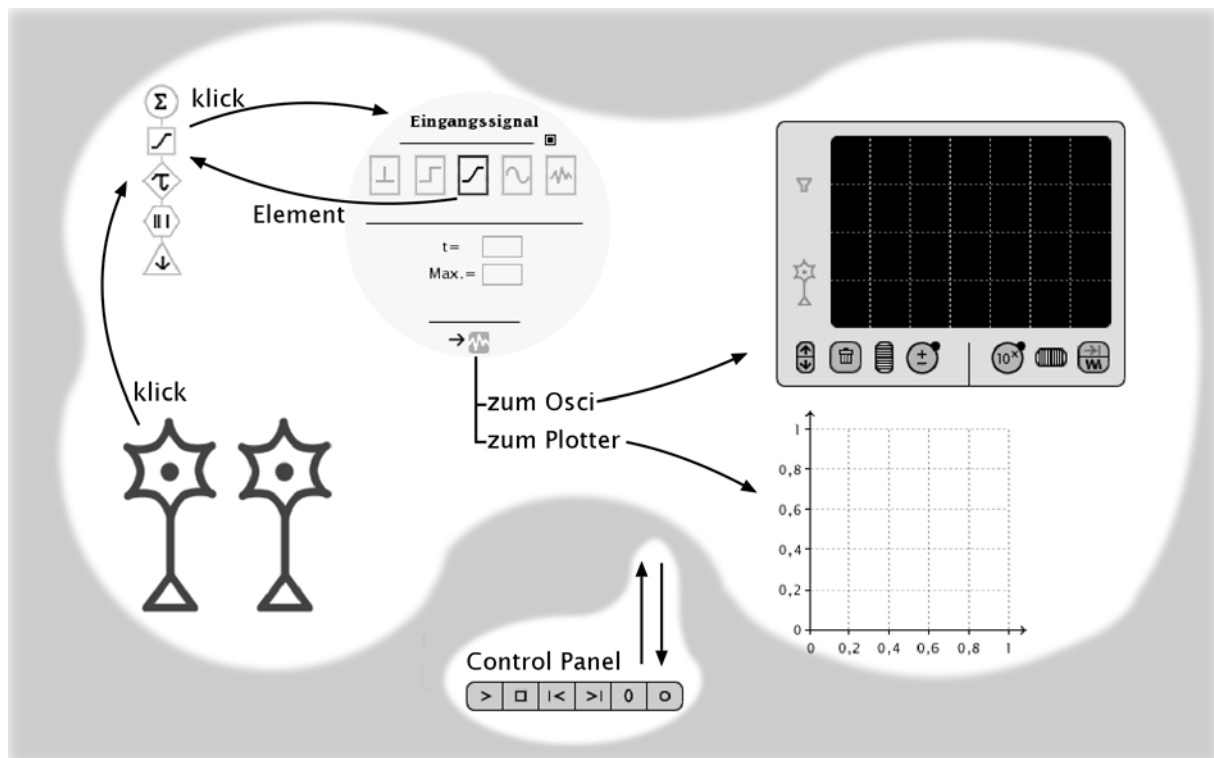 Σ
klick
Eingangssignal
τ
Element
t=
Max.=
10x
klick
zum Osci
zum Plotter
1
0,8
0,6
0,4
0,2
0
0 0,2 0,4 0,6 0,8 1
Control Panel
> □ |< >| 0 o